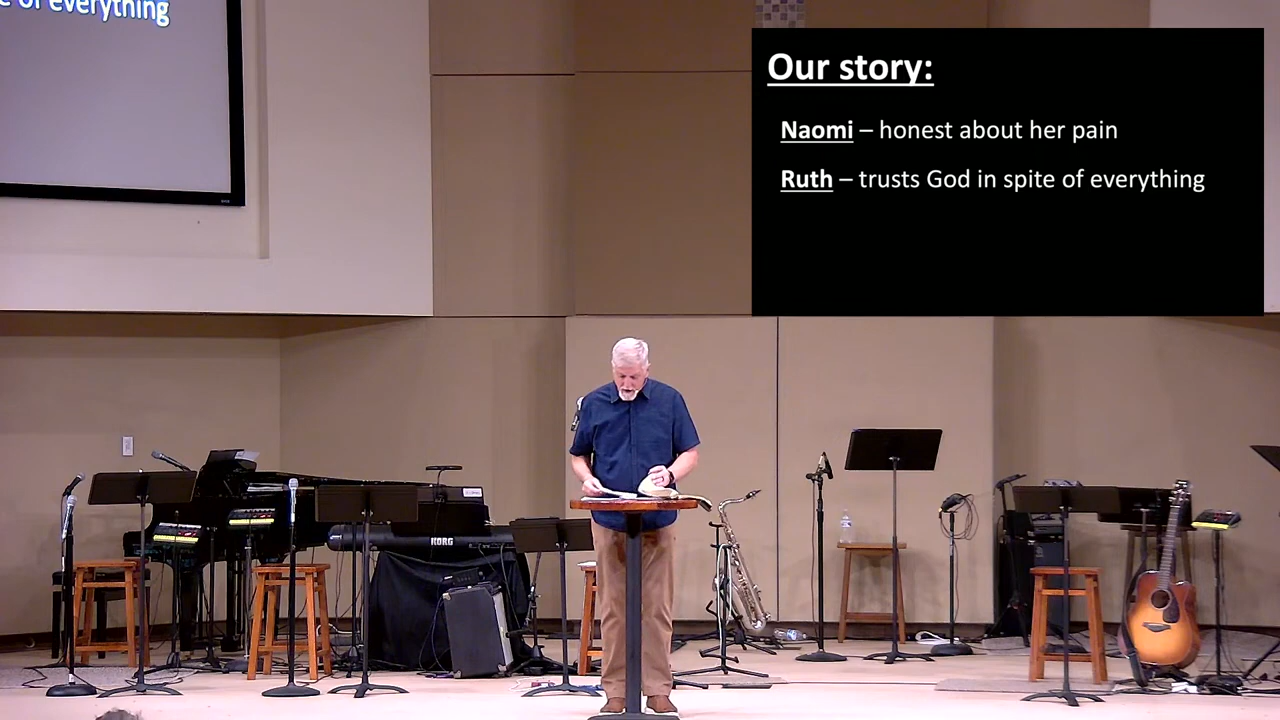 e of everything
Our story:
Naomi – honest about her pain
Ruth – trusts God in spite of everything
KORG